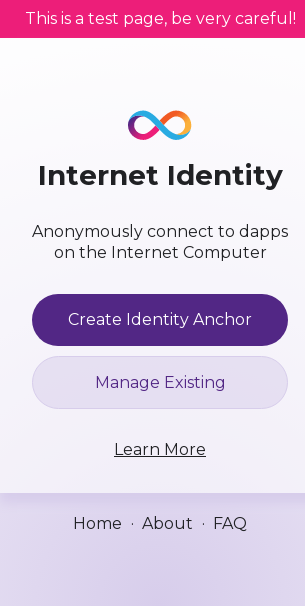 This is a test page, be very careful!
Internet Identity
Anonymously connect to dapps
on the Internet Computer
Create Identity Anchor
Manage Existing
Learn More
Home · About · FAQ